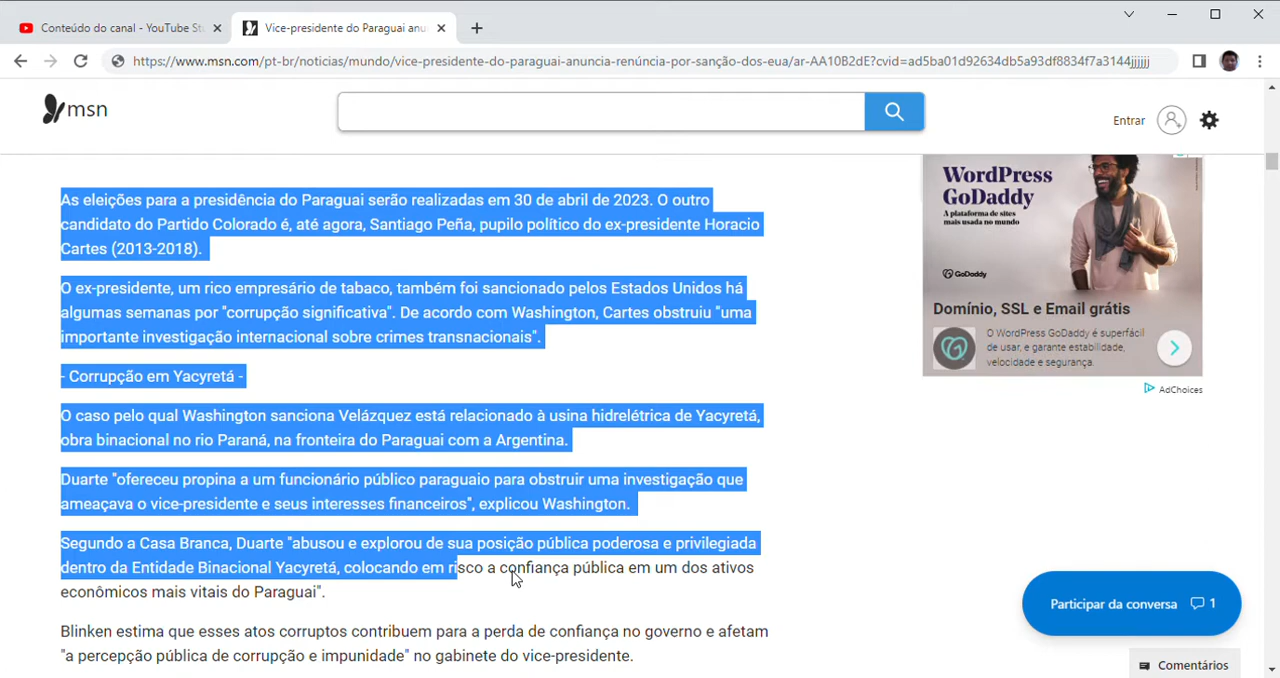 Conteúdo do canal - YouTube St
Vice-presidente do Paraguai anu
https://www.msn.com/pt-br/noticias/mundo/vice-presidente-do-paraguai-anuncia-renúncia-por-sanção-dos-eua/ar-AA10B2dE?cvid=ad5ba01d92634db5a93df8834f7a3144jjjjjj
msn
Entrar
As eleições para a presidência do Paraguai serão realizadas em 30 de abril de 2023. O outro
candidato do Partido Colorado é, até agora, Santiago Peña, pupilo político do ex-presidente Horacio
Cartes (2013-2018).
O ex-presidente, um rico empresário de tabaco, também foi sancionado pelos Estados Unidos há
algumas semanas por "corrupção significativa". De acordo com Washington, Cartes obstruiu "uma
importante investigação internacional sobre crimes transnacionais".
- Corrupção em Yacyretá -
O caso pelo qual Washington sanciona Velázquez está relacionado à usina hidrelétrica de Yacyretá,
obra binacional no rio Paraná, na fronteira do Paraguai com a Argentina.
Duarte "ofereceu propina a um funcionário público paraguaio para obstruir uma investigação que
ameaçava o vice-presidente e seus interesses financeiros", explicou Washington.
Segundo a Casa Branca, Duarte "abusou e explorou de sua posição pública poderosa e privilegiada
dentro da Entidade Binacional Yacyretá, colocando em risco a confiança pública em um dos ativos
econômicos mais vitais do Paraguai".
Blinken estima que esses atos corruptos contribuem para a perda de confiança no governo e afetam
"a percepção pública de corrupção e impunidade" no gabinete do vice-presidente.
WordPress
GoDaddy
A plataforma de sites
mais usada no mundo
GoDaddy
Domínio, SSL e Email grátis
O WordPress GoDaddy é superfácil
de usar, e garante estabilidade,
velocidade e segurança.
AdChoices
Participar da conversa 1
Comentários